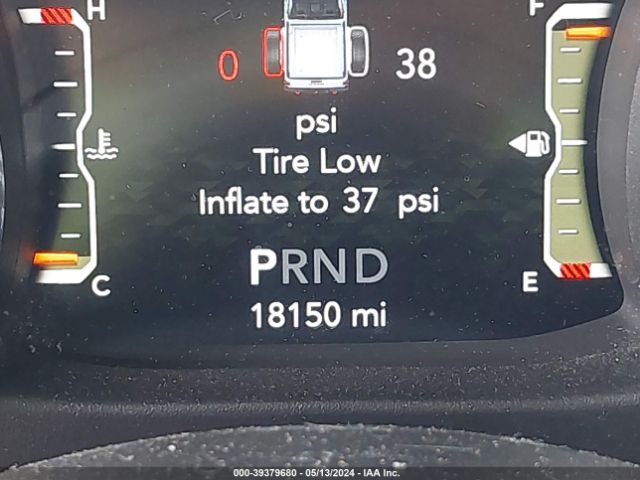 H F
0 38
psi
Tire Low
Inflate to 37 psi
PRND
C E
18150 mi
000-39379680 - 05/13/2024 - IAA Inc.